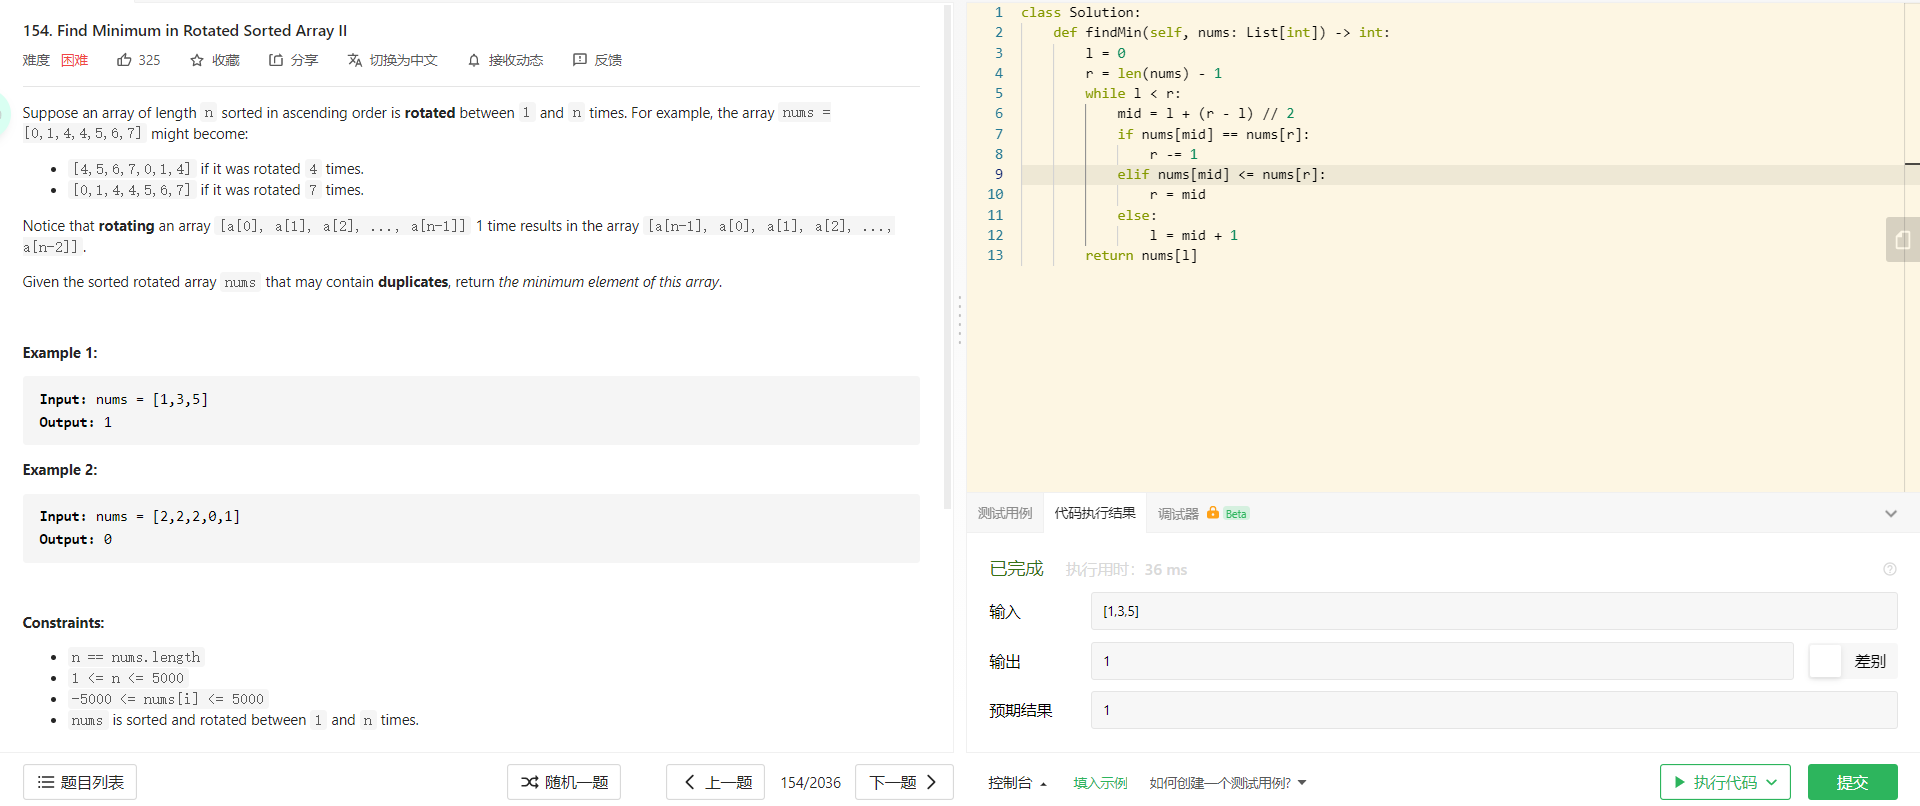 154. Find Minimum in Rotated Sorted Array II
难度 困难 325 收藏 分享 切换为中文 接收动态 反馈
Suppose an array of length n sorted in ascending order is rotated between 1 and n times. For example, the array nums =
[0,1,4,4,5,6,7] might become:
[4,5,6,7,0,1,4] if it was rotated 4 times.
[0,1,4,4,5,6,7] if it was rotated 7 times.
Notice that rotating an array [a[0], a[1], a[2], ..., a[n-1]] 1 time results in the array [a[n-1], a[0], a[1], a[2], ...,
a[n-2]].
Given the sorted rotated array nums that may contain duplicates, return the minimum element of this array.
Example 1:
Input: nums = [1,3,5]
Output: 1
Example 2:
Input: nums = [2,2,2,0,1]
Output: 0
Constraints:
n == nums.length
1 <= n <= 5000
-5000 <= nums[i] <= 5000
nums is sorted and rotated between 1 and n times.
题目列表 随机一题 上一题 154/2036 下一题
1 class Solution:
2 def findMin(self, nums: List[int]) -> int:
3 l = 0
4 r = len(nums) - 1
5 while l < r:
6 mid = l + (r - l) // 2
7 if nums[mid] == nums[r]:
8 r -= 1
9 elif nums[mid] <= nums[r]:
10 r = mid
11 else:
12 l = mid + 1
13 return nums[l]
测试用例 代码执行结果 调试器 Beta
已完成 执行用时: 36 ms
输入 [1,3,5]
输出 1 差别
预期结果 1
控制台 填入示例 如何创建一个测试用例? 执行代码 提交